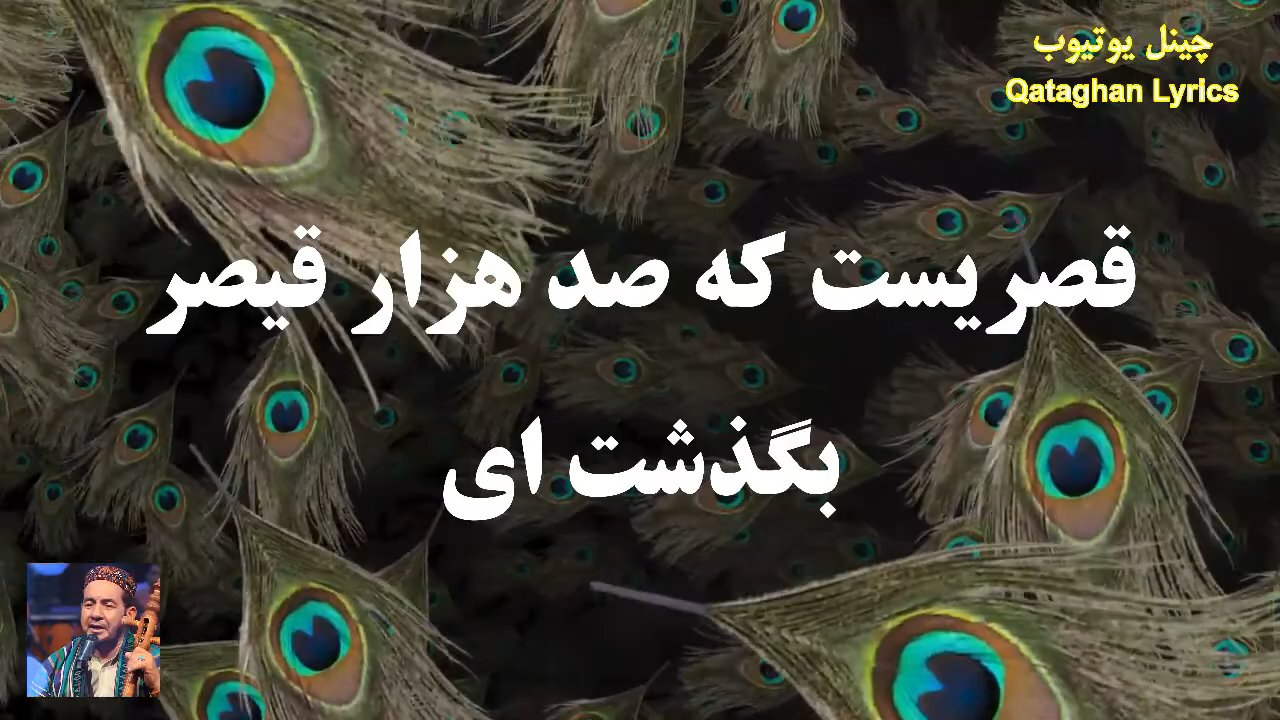 چینل یوتیوب
Qataghan Lyrics
قصریست که صد هزار قیصر
بگذشت ای